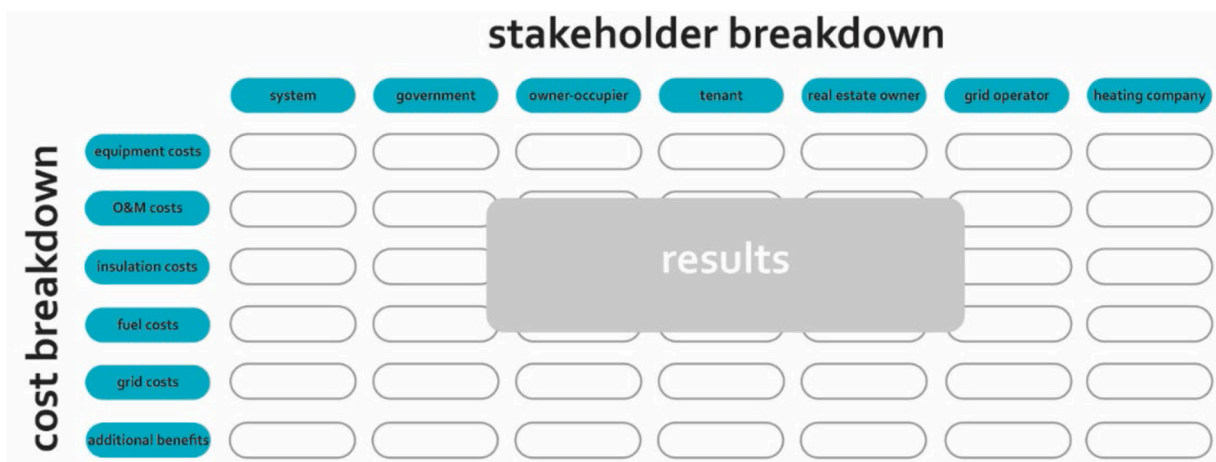 stakeholder breakdown
system government owner-occupier tenant real estate owner grid operator heating company
cost breakdown
equipment costs
O&M costs
insulation costs
results
fuel costs
grid costs
additional benefits